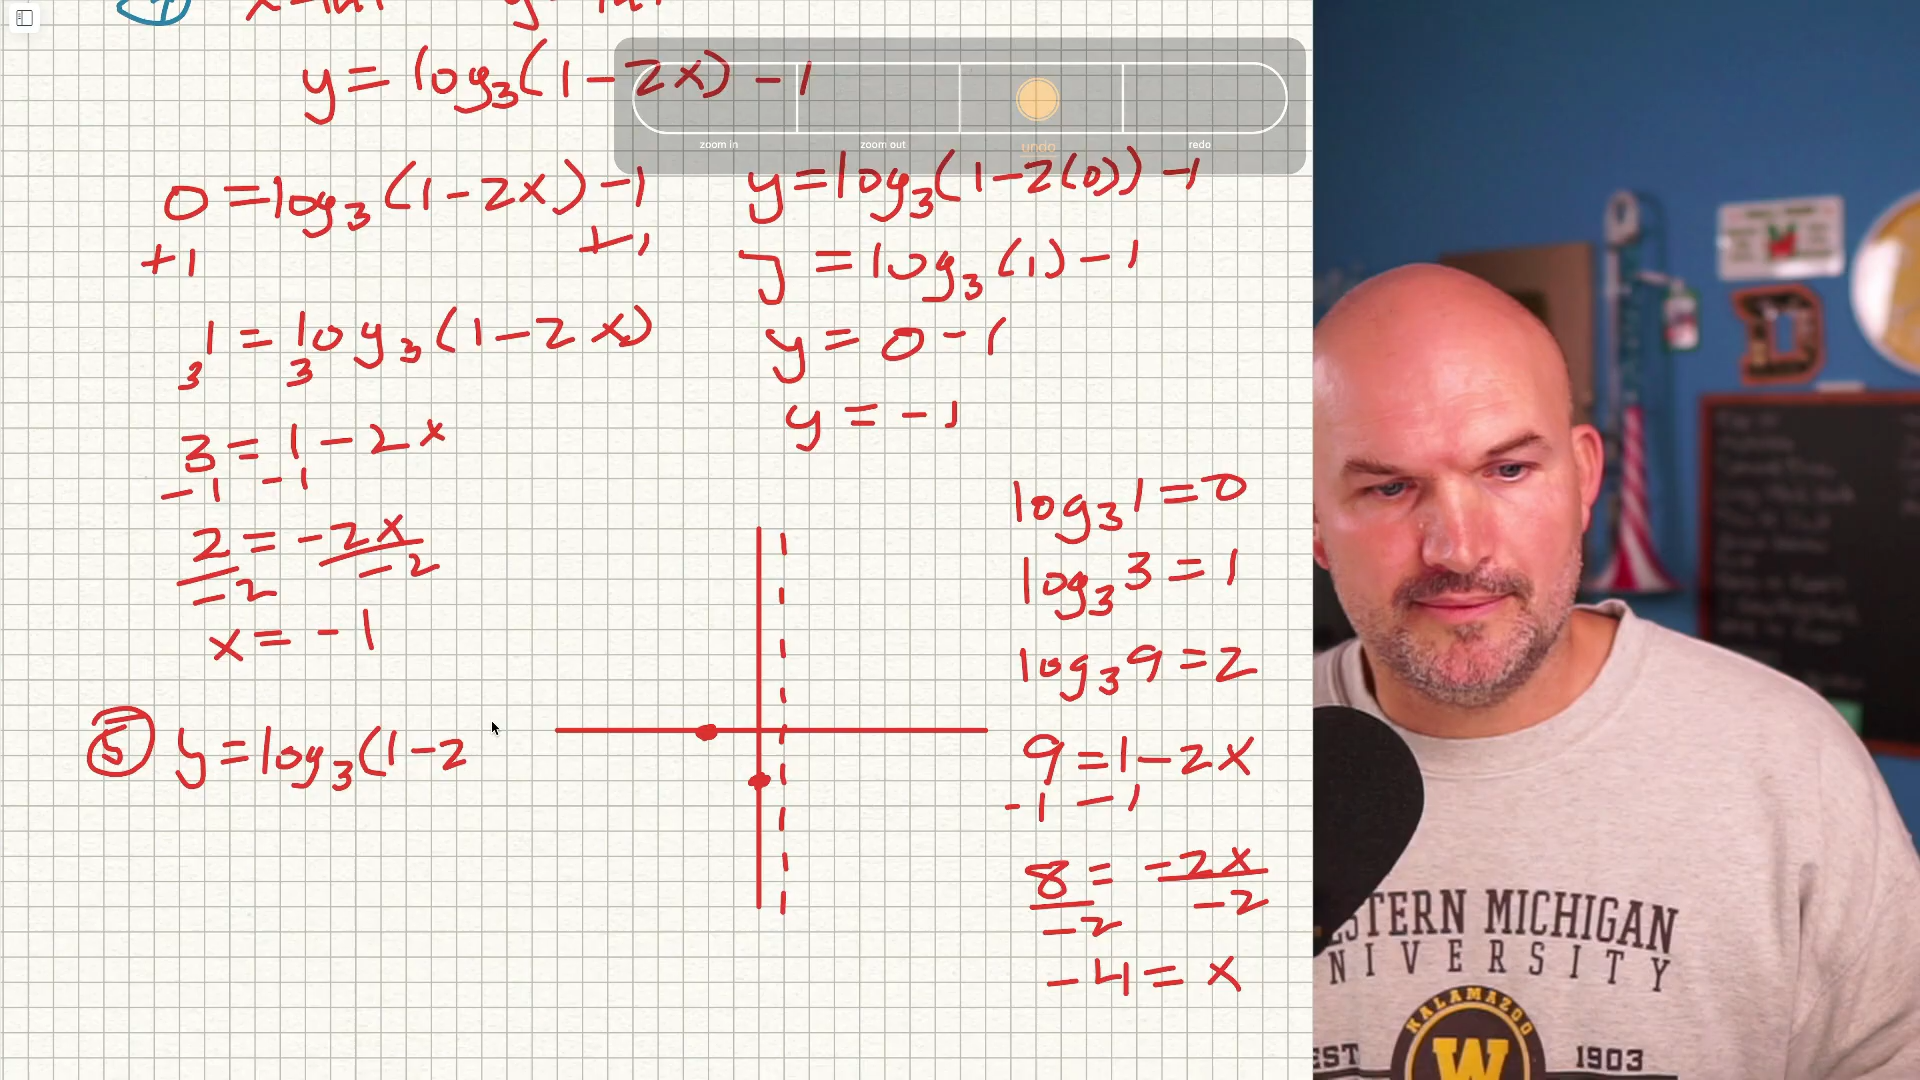 ④ x-int y-int
y = log₃(1-2x) - 1
zoom in zoom out undo redo
0 = log₃(1-2x) -1
+1 +1
1 = log₃(1-2x)
3 3
3 = 1 - 2x
-1 -1
2 = -2x
-2 -2
x = -1
y = log₃(1-2(0)) -1
y = log₃(1) - 1
y = 0 - 1
y = -1
log₃1 = 0
log₃3 = 1
log₃9 = 2
9 = 1 - 2x
-1 -1
8 = -2x
-2 -2
-4 = x
⑤ y = log₃(1-2
D
STERN MICHIGAN
NIVERSITY
KALAMAZOO
W
EST 1903